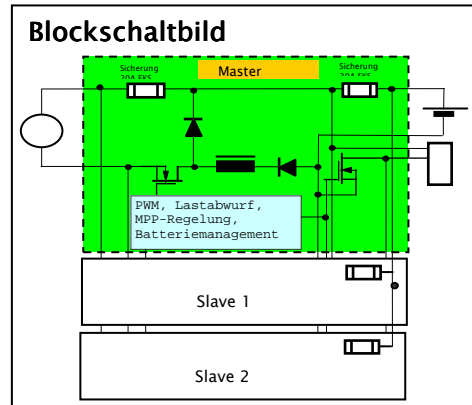 Blockschaltbild
Sicherung
Master
Sicherung
PWM, Lastabwurf,
MPP-Regelung,
Batteriemanagement
Slave 1
Slave 2